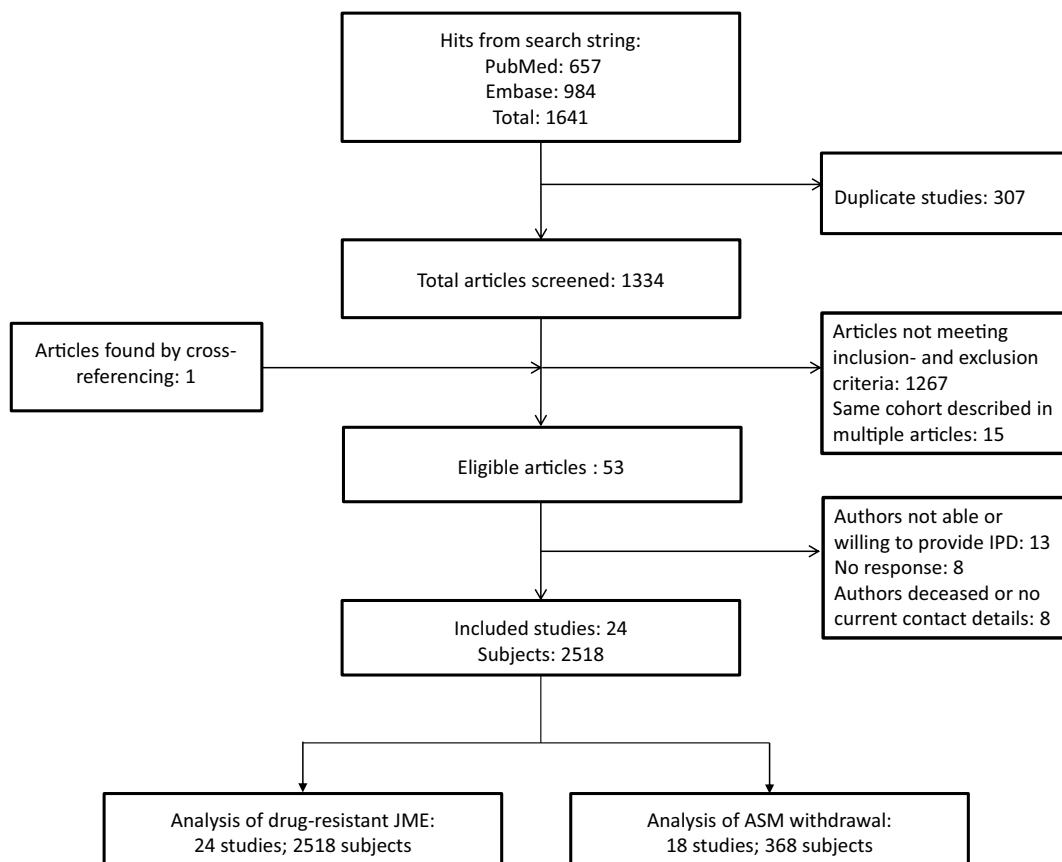 Hits from search string:
PubMed: 657
Embase: 984
Total: 1641
Duplicate studies: 307
Total articles screened: 1334
Articles found by cross-
referencing: 1
Articles not meeting
inclusion- and exclusion
criteria: 1267
Same cohort described in
multiple articles: 15
Eligible articles : 53
Authors not able or
willing to provide IPD: 13
No response: 8
Authors deceased or no
current contact details: 8
Included studies: 24
Subjects: 2518
Analysis of drug-resistant JME:
24 studies; 2518 subjects
Analysis of ASM withdrawal:
18 studies; 368 subjects